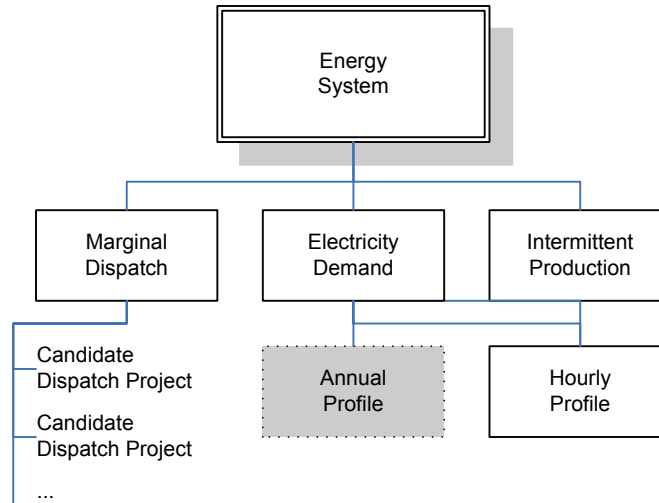 Energy
System
Marginal
Dispatch
Electricity
Demand
Intermittent
Production
Candidate
Dispatch Project
Candidate
Dispatch Project
...
Annual
Profile
Hourly
Profile